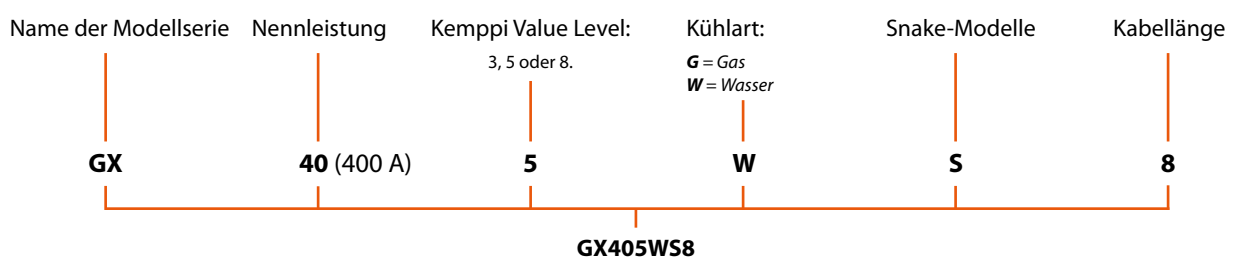 Name der Modellserie Nennleistung Kemppi Value Level: Kühlart: Snake-Modelle Kabellänge
3, 5 oder 8. G = Gas
W = Wasser
GX 40 (400 A) 5 W S 8
GX405WS8